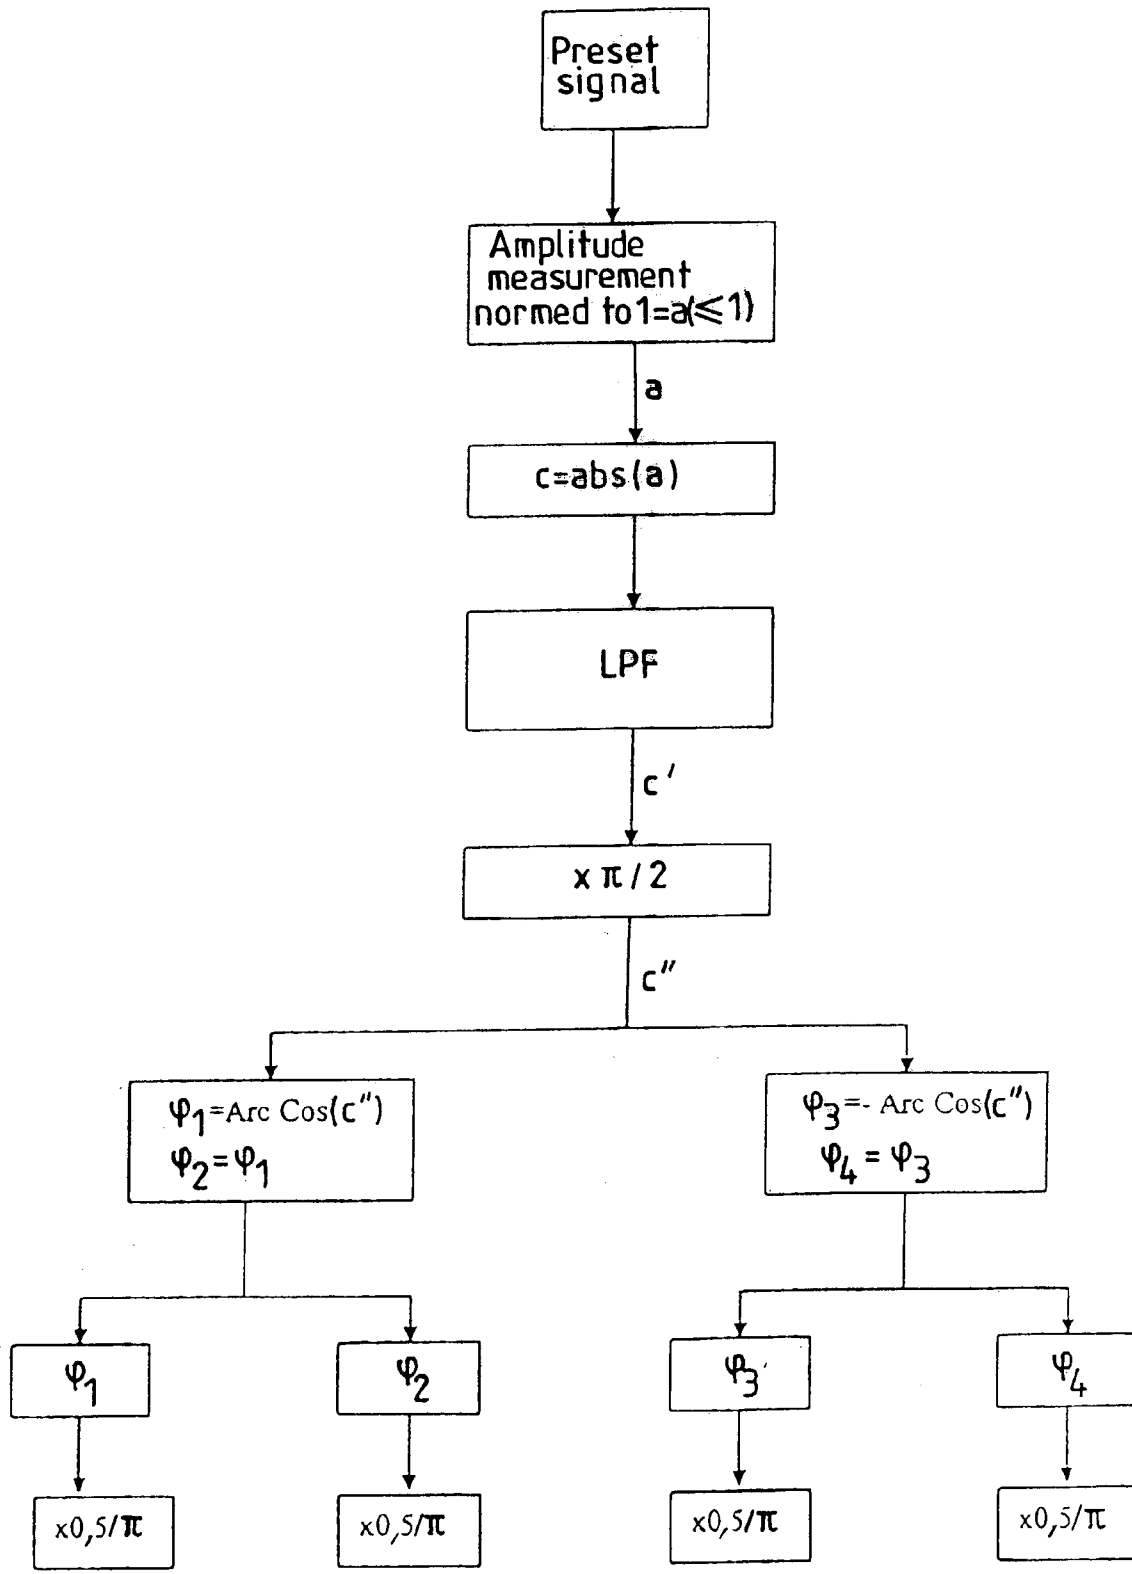 Preset
signal
Amplitude
measurement
normed to1=a(⩽1)
a
c=abs(a)
LPF
c'
x π/2
c"
φ1=Arc Cos(c")
φ2=φ1
φ3=- Arc Cos(c")
φ4=φ3
φ1
φ2
φ3
φ4
x0,5/π
x0,5/π
x0,5/π
x0,5/π